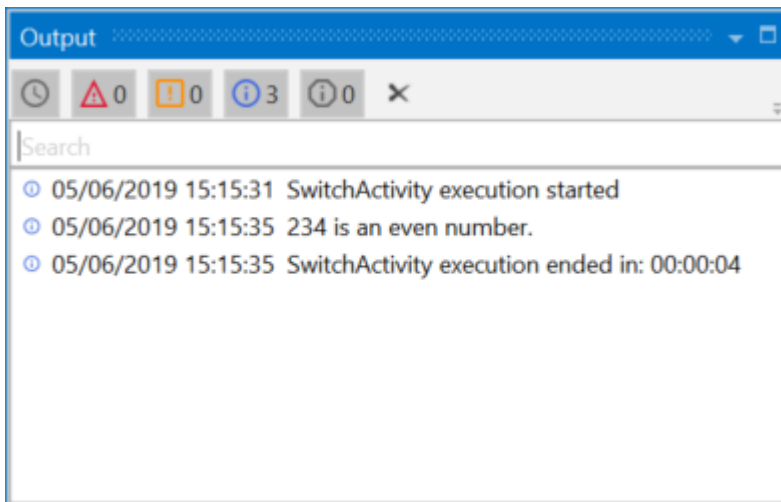 Output
0 0 3 0
Search
05/06/2019 15:15:31 SwitchActivity execution started
05/06/2019 15:15:35 234 is an even number.
05/06/2019 15:15:35 SwitchActivity execution ended in: 00:00:04